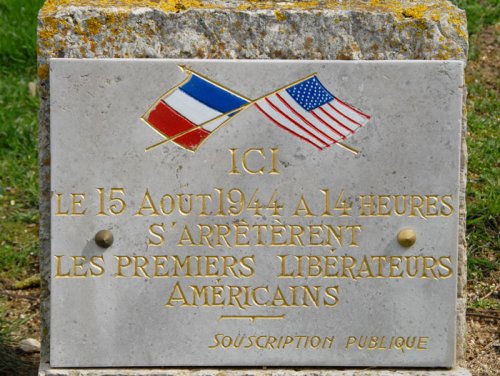 ICI
LE 15 AOUT 1944 A 14 HEURES
S'ARRÊTÈRENT
LES PREMIERS LIBÉRATEURS
AMÉRICAINS
SOUSCRIPTION PUBLIQUE